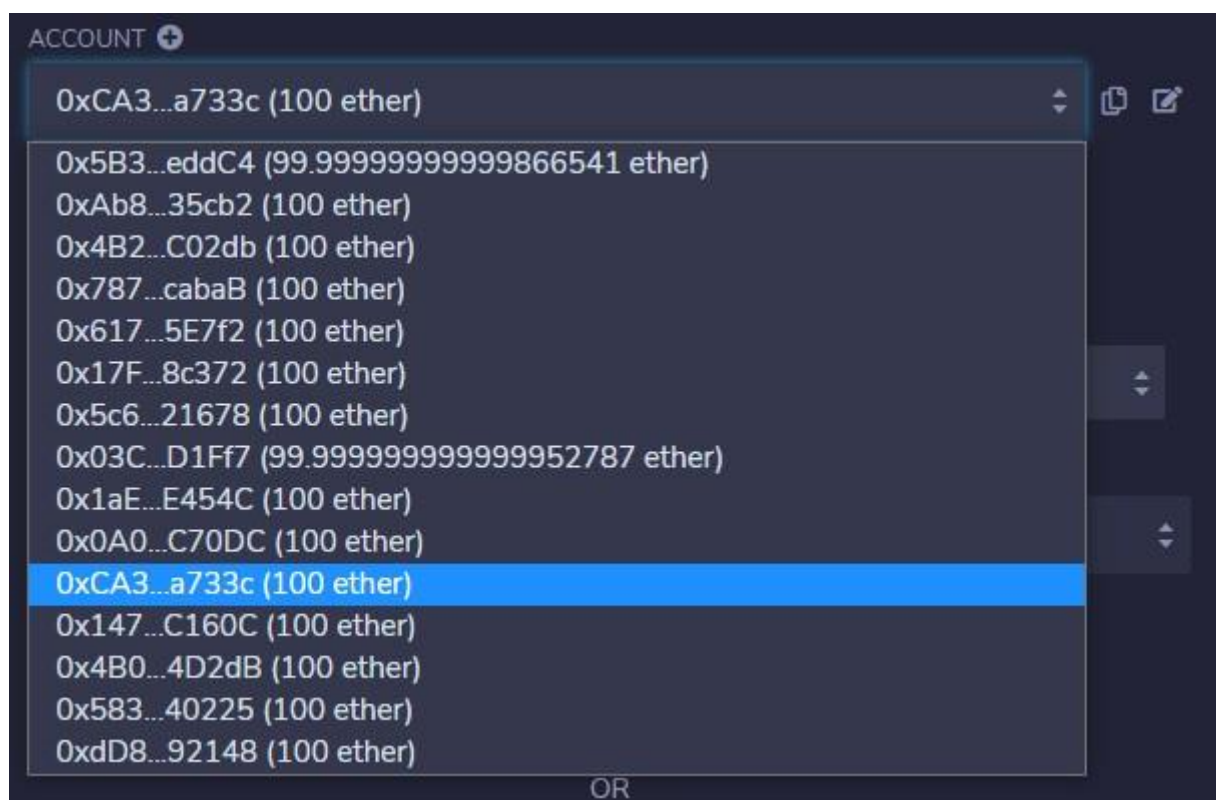 ACCOUNT
0xCA3...a733c (100 ether)
0x5B3...eddC4 (99.99999999999866541 ether)
0xAb8...35cb2 (100 ether)
0x4B2...C02db (100 ether)
0x787...cabaB (100 ether)
0x617...5E7f2 (100 ether)
0x17F...8c372 (100 ether)
0x5c6...21678 (100 ether)
0x03C...D1Ff7 (99.999999999999952787 ether)
0x1aE...E454C (100 ether)
0x0A0...C70DC (100 ether)
0xCA3...a733c (100 ether)
0x147...C160C (100 ether)
0x4B0...4D2dB (100 ether)
0x583...40225 (100 ether)
0xdD8...92148 (100 ether)
OR